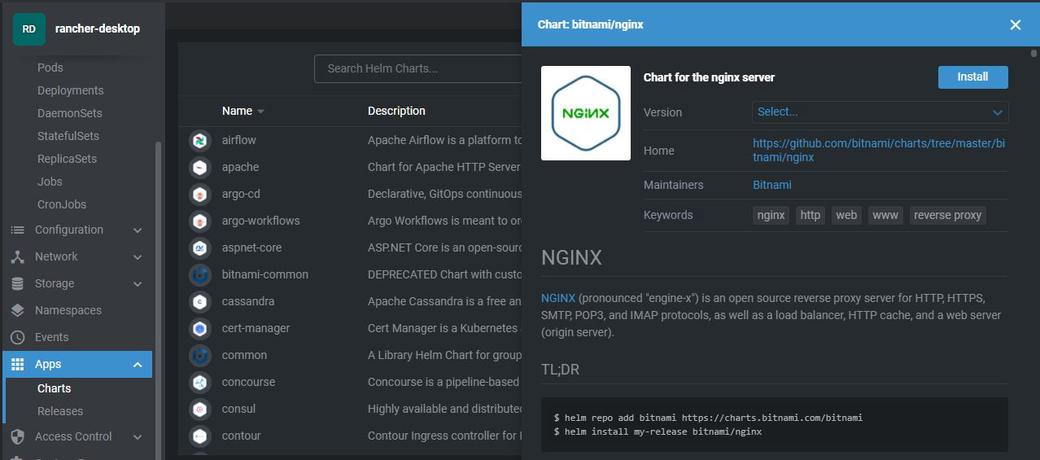 RD
rancher-desktop
Pods
Deployments
DaemonSets
StatefulSets
ReplicaSets
Jobs
CronJobs
Configuration
Network
Storage
Namespaces
Events
Apps
Charts
Releases
Access Control
Search Helm Charts...
Name
Description
airflow
Apache Airflow is a platform to
apache
Chart for Apache HTTP Server
argo-cd
Declarative, GitOps continuous
argo-workflows
Argo Workflows is meant to or
aspnet-core
ASP.NET Core is an open-sourc
bitnami-common
DEPRECATED Chart with custo
cassandra
Apache Cassandra is a free an
cert-manager
Cert Manager is a Kubernetes
common
A Library Helm Chart for group
concourse
Concourse is a pipeline-based
consul
Highly available and distributed
contour
Contour Ingress controller for
Chart: bitnami/nginx
NGINX
Chart for the nginx server
Install
Version
Select...
Home
https://github.com/bitnami/charts/tree/master/bi
tnami/nginx
Maintainers
Bitnami
Keywords
nginx http web www reverse proxy
NGINX
NGINX (pronounced "engine-x") is an open source reverse proxy server for HTTP, HTTPS,
SMTP, POP3, and IMAP protocols, as well as a load balancer, HTTP cache, and a web server
(origin server).
TL;DR
$ helm repo add bitnami https://charts.bitnami.com/bitnami
$ helm install my-release bitnami/nginx